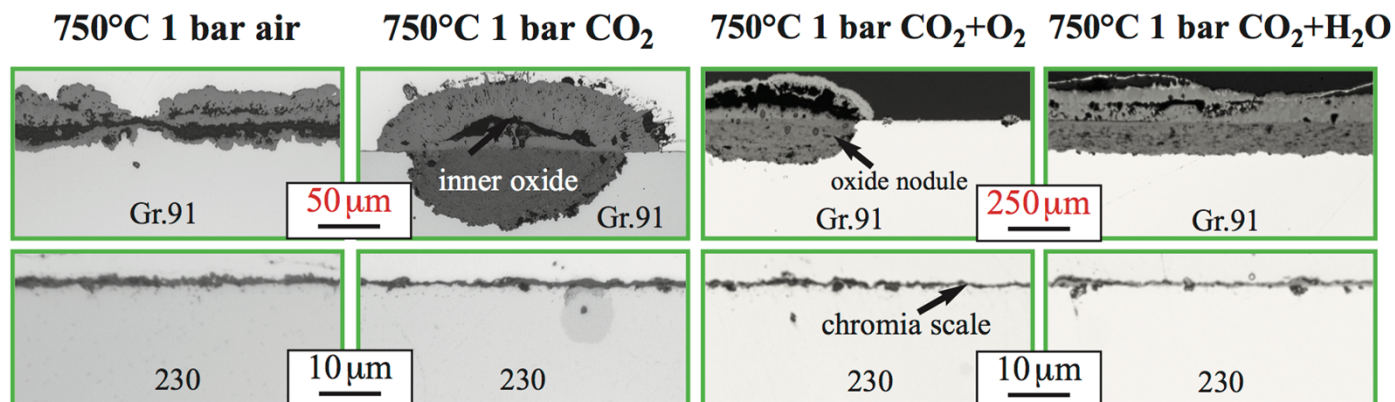 750°C 1 bar air
750°C 1 bar CO₂
750°C 1 bar CO₂+O₂
750°C 1 bar CO₂+H₂O
inner oxide
oxide nodule
Gr.91
50 μm
Gr.91
Gr.91
250 μm
Gr.91
chromia scale
230
10 μm
230
230
10 μm
230